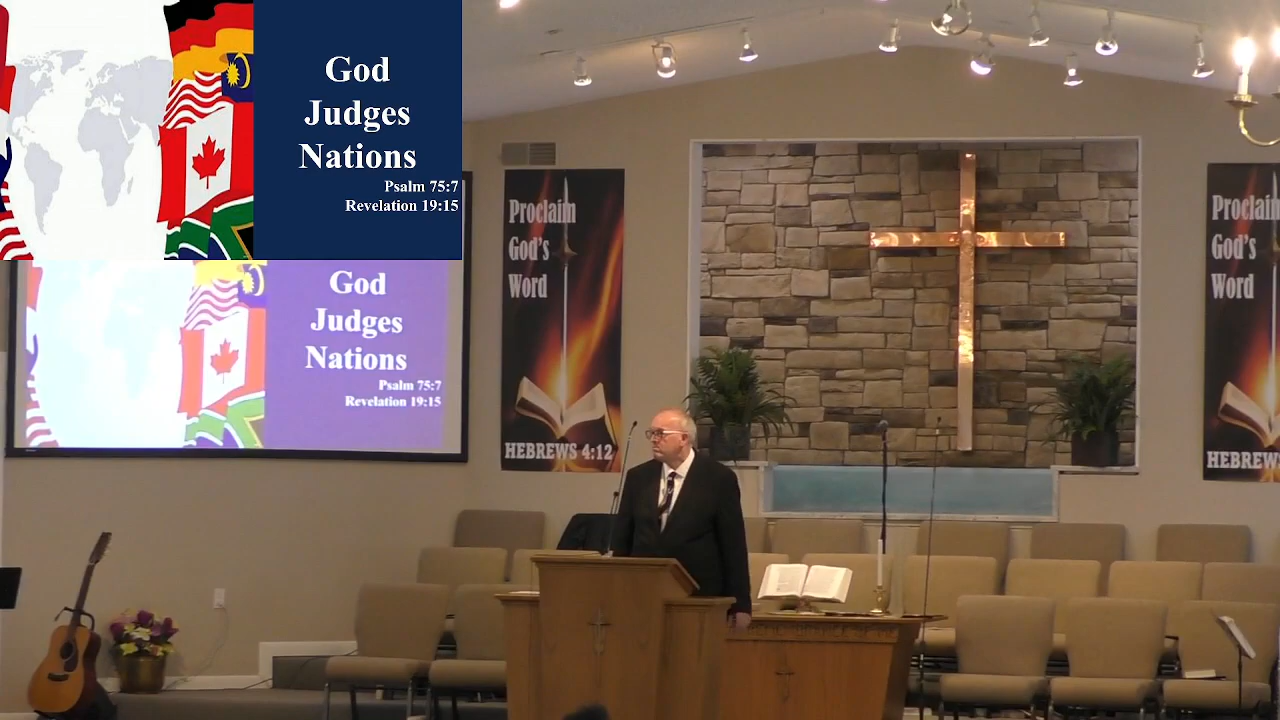 God
Judges
Nations
Psalm 75:7
Revelation 19:15
God
Judges
Nations
Psalm 75:7
Revelation 19:15
Proclaim
God's
Word
HEBREWS 4:12
Proclaim
God's
Word
HEBREWS